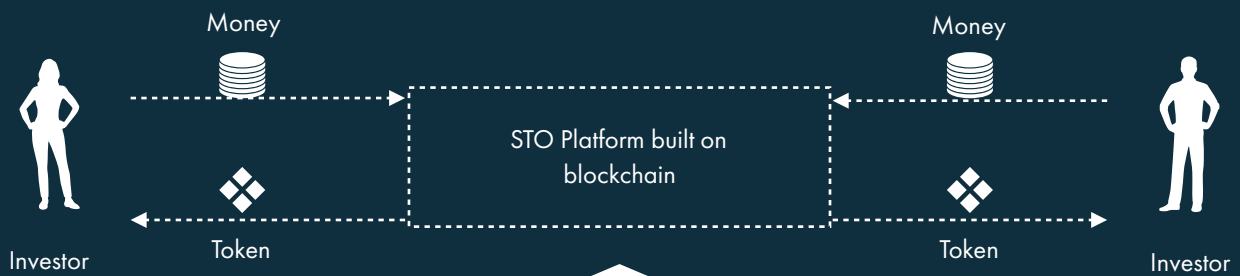 Money
Money
STO Platform built on
blockchain
Token
Token
Investor
Investor